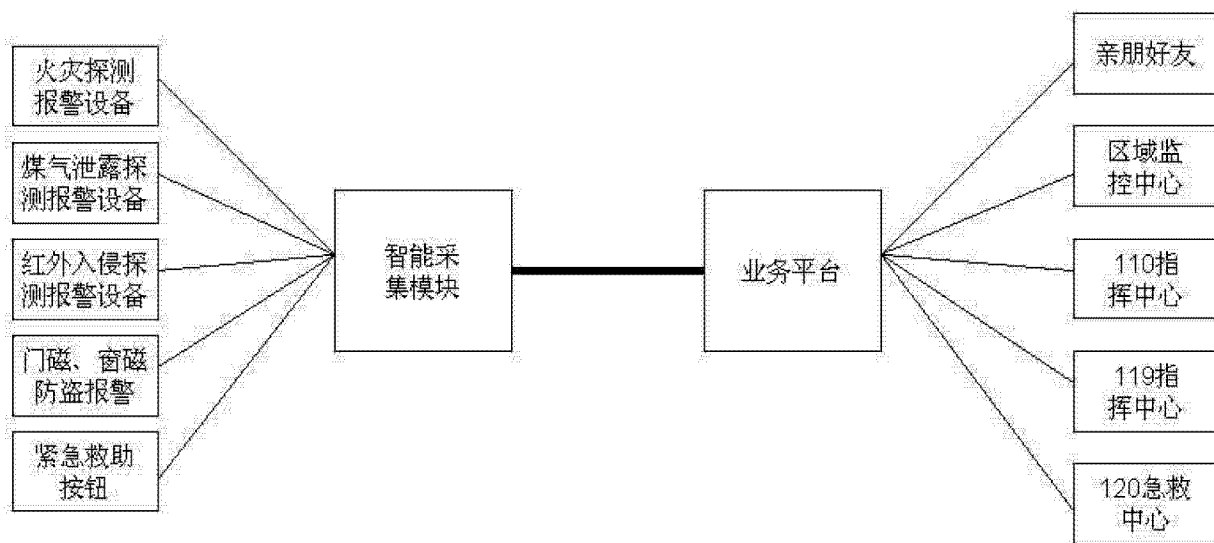 火灾探测
报警设备
煤气泄露探
测报警设备
红外入侵探
测报警设备
门磁、窗磁
防盗报警
紧急救助
按钮
智能采
集模块
业务平台
亲朋好友
区域监
控中心
110指
挥中心
119指
挥中心
120急救
中心